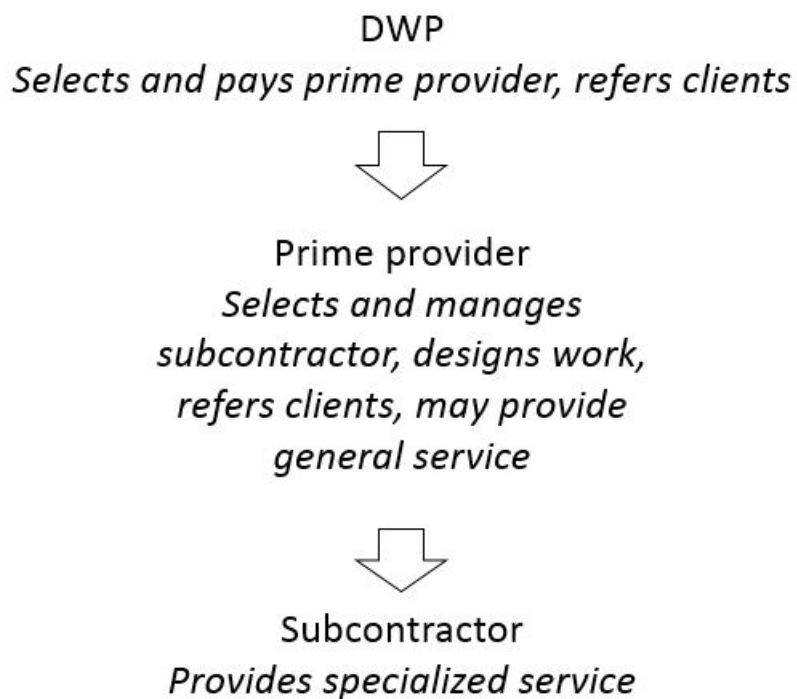 DWP
Selects and pays prime provider, refers clients
Prime provider
Selects and manages
subcontractor, designs work,
refers clients, may provide
general service
Subcontractor
Provides specialized service